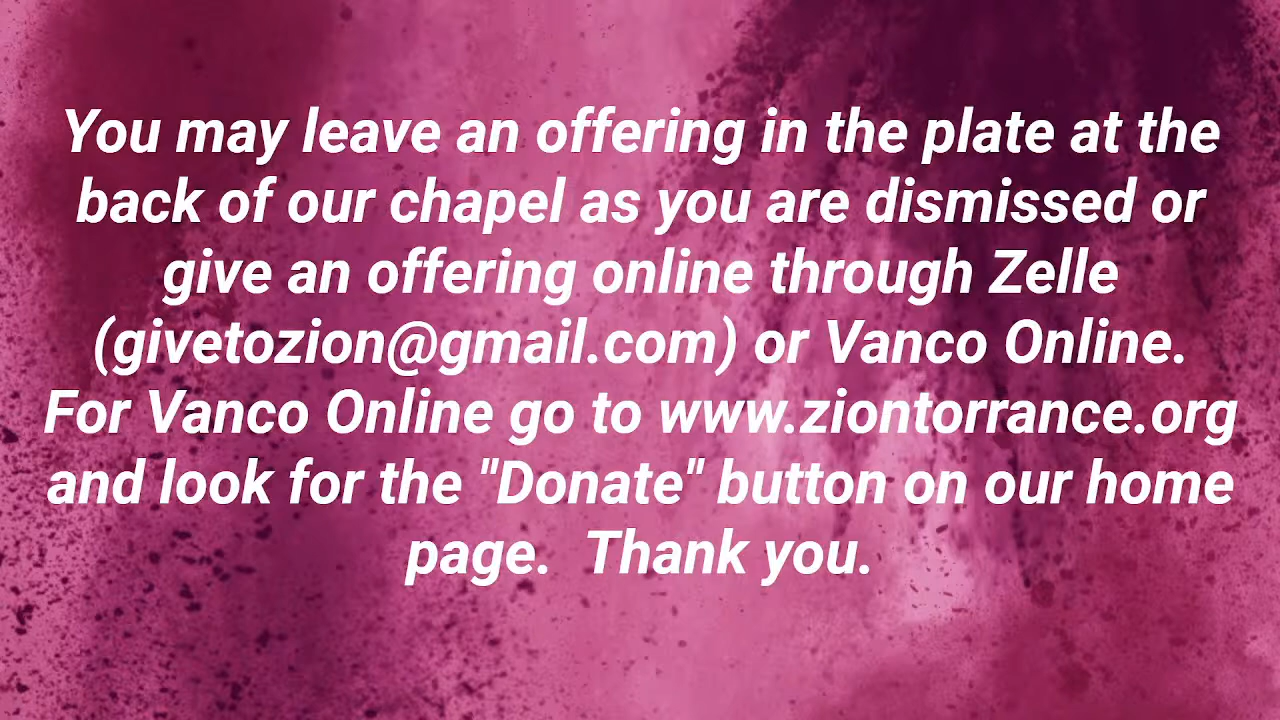 You may leave an offering in the plate at the
back of our chapel as you are dismissed or
give an offering online through Zelle
(givetozion@gmail.com) or Vanco Online.
For Vanco Online go to www.ziontorrance.org
and look for the "Donate" button on our home
page.  Thank you.